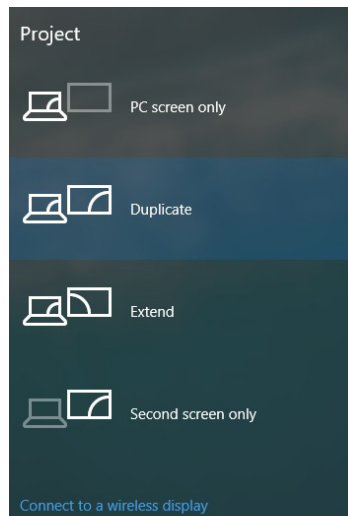 Project
PC screen only
Duplicate
Extend
Second screen only
Connect to a wireless display